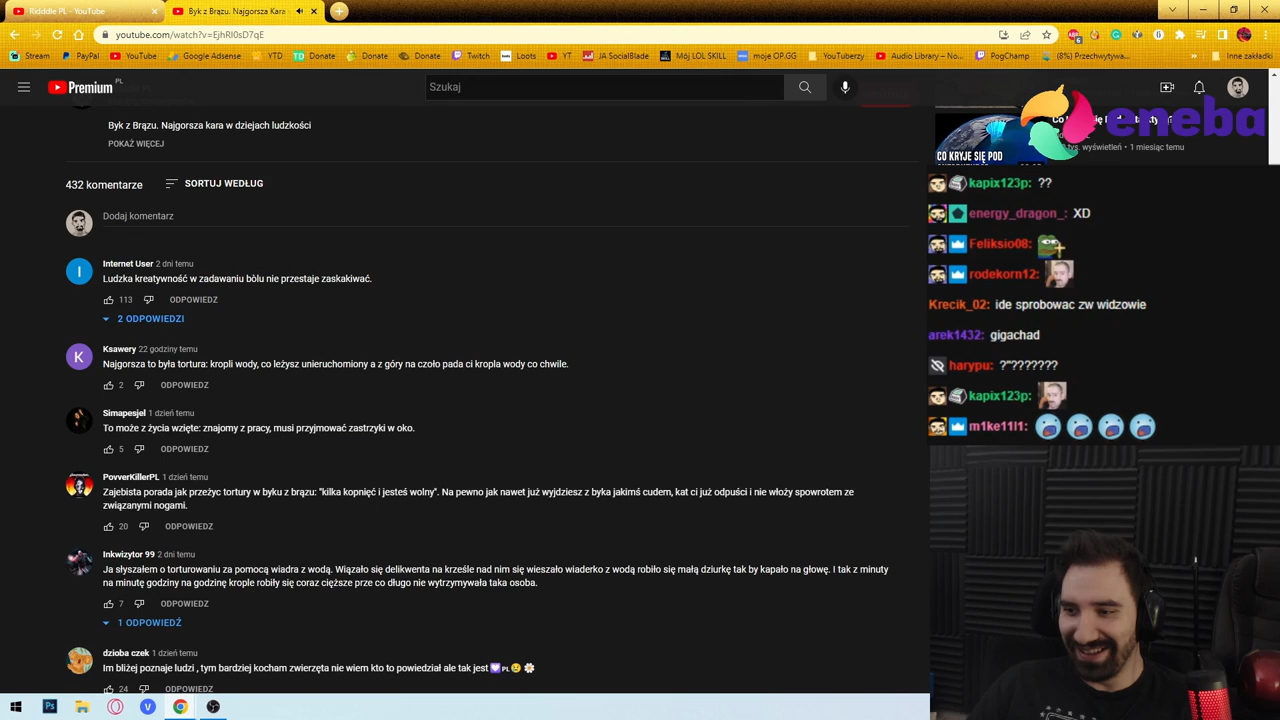 Ridddle PL - YouTube
Byk z Brązu. Najgorsza Kara
youtube.com/watch?v=EjhRI0sD7qE
Stream PayPal YouTube Google Adsense YTD Donate Donate Donate Twitch Loots YT JA SocialBlade Mój LOL SKILL moje OP.GG YouTuberzy Audio Library – No... PogChamp (8%) Przechwytywa... » Inne zakładki
Premium PL
Szukaj
eneba
CO KRYJE SIĘ POD
1 miesiąc temu
Byk z Brązu. Najgorsza kara w dziejach ludzkości
POKAŻ WIĘCEJ
432 komentarze SORTUJ WEDŁUG
Dodaj komentarz
Internet User 2 dni temu
Ludzka kreatywność w zadawaniu bòlu nie przestaje zaskakiwać.
113 ODPOWIEDZ
2 ODPOWIEDZI
Ksawery 22 godziny temu
Najgorsza to była tortura: kropli wody, co leżysz unieruchomiony a z góry na czoło pada ci kropla wody co chwile.
2 ODPOWIEDZ
Simapesjel 1 dzień temu
To może z życia wzięte: znajomy z pracy, musi przyjmować zastrzyki w oko.
5 ODPOWIEDZ
PovverKillerPL 1 dzień temu
Zajebista porada jak przeżyc tortury w byku z brązu: "kilka kopnięć i jesteś wolny". Na pewno jak nawet już wyjdziesz z byka jakimś cudem, kat ci już odpuści i nie włoży spowrotem ze
związanymi nogami.
20 ODPOWIEDZ
Inkwizytor 99 2 dni temu
Ja słyszałem o torturowaniu za pomocą wiadra z wodą. Wiązało się delikwenta na krześle nad nim się wieszało wiaderko z wodą robiło się małą dziurkę tak by kapało na głowę. I tak z minuty
na minutę godziny na godzinę krople robiły się coraz cięższe prze co długo nie wytrzymywała taka osoba.
7 ODPOWIEDZ
1 ODPOWIEDŹ
dzioba czek 1 dzień temu
Im bliżej poznaje ludzi , tym bardziej kocham zwierzęta nie wiem kto to powiedział ale tak jest 💟🇵🇱😢🌼
24 ODPOWIEDZ
kapix123p: ??
energy_dragon_: XD
Feliksio08:
rodekorn12:
Krecik_02: ide sprobowac zw widzowie
arek1432: gigachad
harypu: ?"???????
kapix123p:
m1ke11l1: